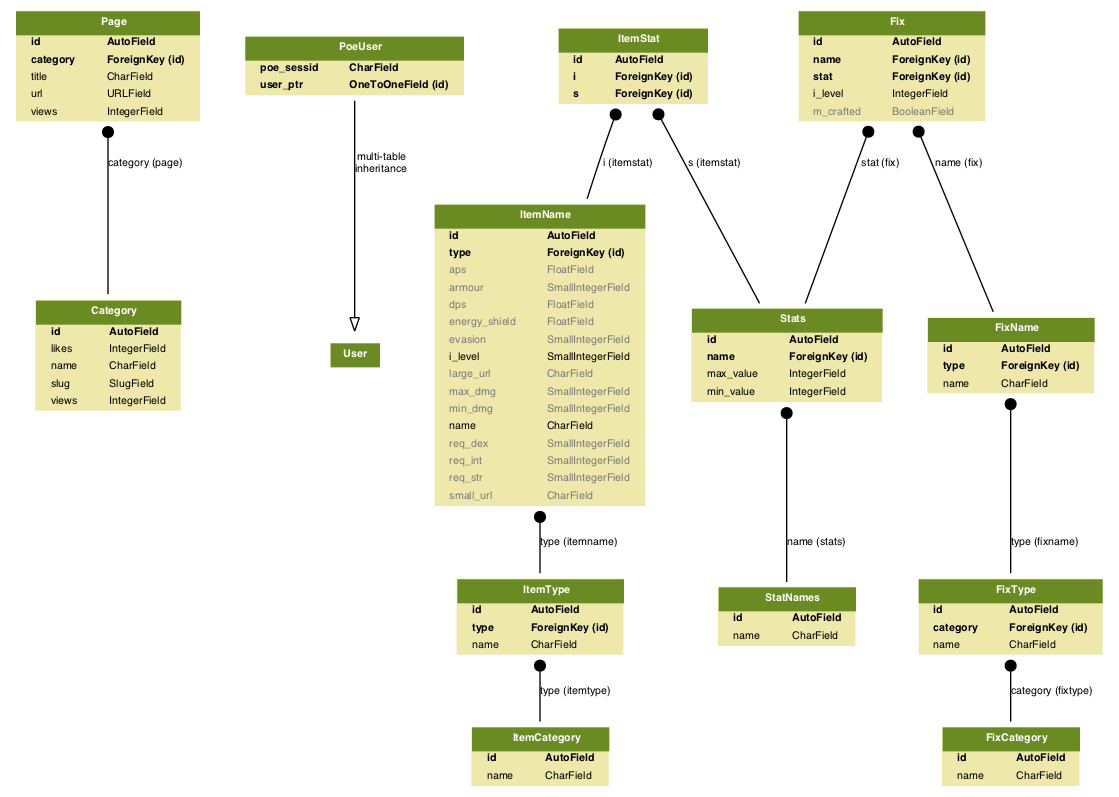 Page
id AutoField
category ForeignKey (id)
title CharField
url URLField
views IntegerField
category (page)
Category
id AutoField
likes IntegerField
name CharField
slug SlugField
views IntegerField
PoeUser
poe_sessid CharField
user_ptr OneToOneField (id)
multi-table
inheritance
User
ItemStat
id AutoField
i ForeignKey (id)
s ForeignKey (id)
i (itemstat)
s (itemstat)
Fix
id AutoField
name ForeignKey (id)
stat ForeignKey (id)
i_level IntegerField
m_crafted BooleanField
stat (fix)
name (fix)
ItemName
id AutoField
type ForeignKey (id)
aps FloatField
armour SmallIntegerField
dps FloatField
energy_shield FloatField
evasion SmallIntegerField
i_level SmallIntegerField
large_url CharField
max_dmg SmallIntegerField
min_dmg SmallIntegerField
name CharField
req_dex SmallIntegerField
req_int SmallIntegerField
req_str SmallIntegerField
small_url CharField
type (itemname)
ItemType
id AutoField
type ForeignKey (id)
name CharField
type (itemtype)
ItemCategory
id AutoField
name CharField
Stats
id AutoField
name ForeignKey (id)
max_value IntegerField
min_value IntegerField
name (stats)
StatNames
id AutoField
name CharField
FixName
id AutoField
type ForeignKey (id)
name CharField
type (fixname)
FixType
id AutoField
category ForeignKey (id)
name CharField
category (fixtype)
FixCategory
id AutoField
name CharField